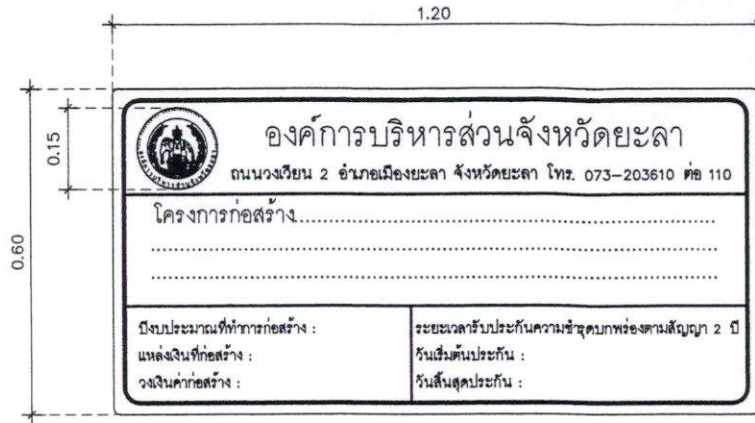 1.20
0.60
0.15
องค์การบริหารส่วนจังหวัดยะลา
ถนนวงเวียน 2 อำเภอเมืองยะลา จังหวัดยะลา โทร. 073-203610 ต่อ 110
โครงการก่อสร้าง..........................................................................
..........................................................................................
..........................................................................................
ปีงบประมาณที่ทำการก่อสร้าง :
แหล่งเงินที่ก่อสร้าง :
วงเงินค่าก่อสร้าง :
ระยะเวลารับประกันความชำรุดบกพร่องตามสัญญา 2 ปี
วันเริ่มต้นประกัน :
วันสิ้นสุดประกัน :